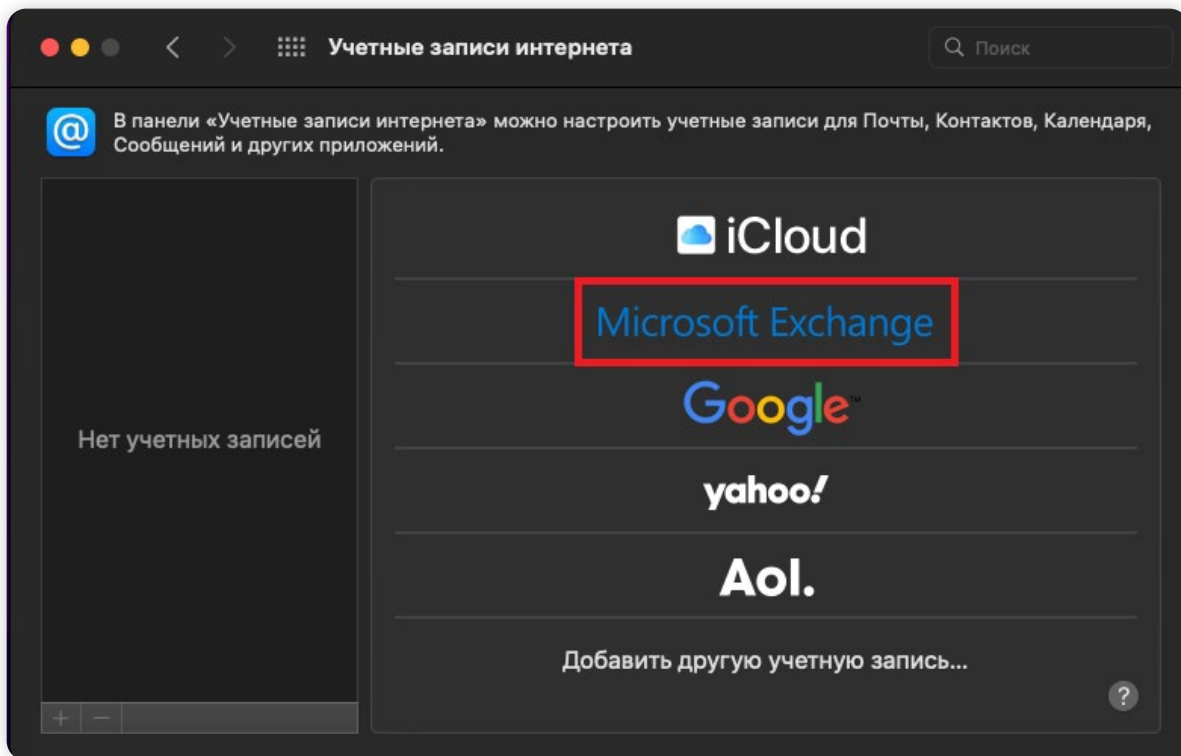 Учетные записи интернета
Поиск
@
В панели «Учетные записи интернета» можно настроить учетные записи для Почты, Контактов, Календаря,
Сообщений и других приложений.
iCloud
Microsoft Exchange
Google™
Нет учетных записей
yahoo!
Aol.
Добавить другую учетную запись...
?
+ −